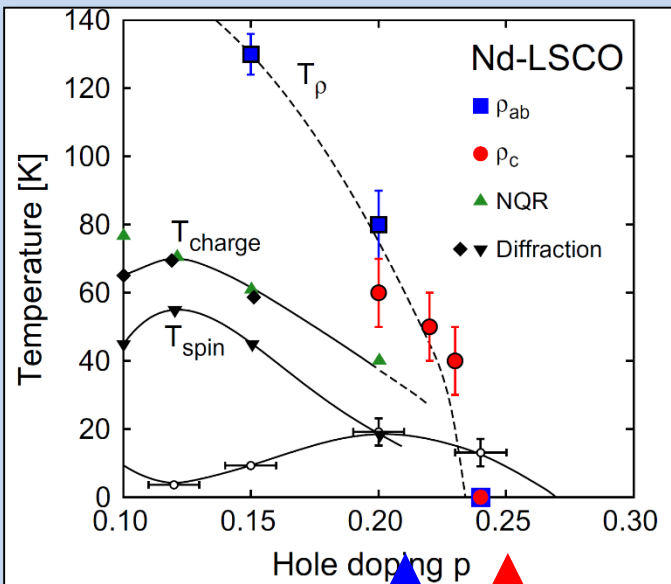 140
120
100
80
60
40
20
0
Temperature [K]
Nd-LSCO
Tρ
ρab
ρc
NQR
Diffraction
Tcharge
Tspin
0.10 0.15 0.20 0.25 0.30
Hole doping p